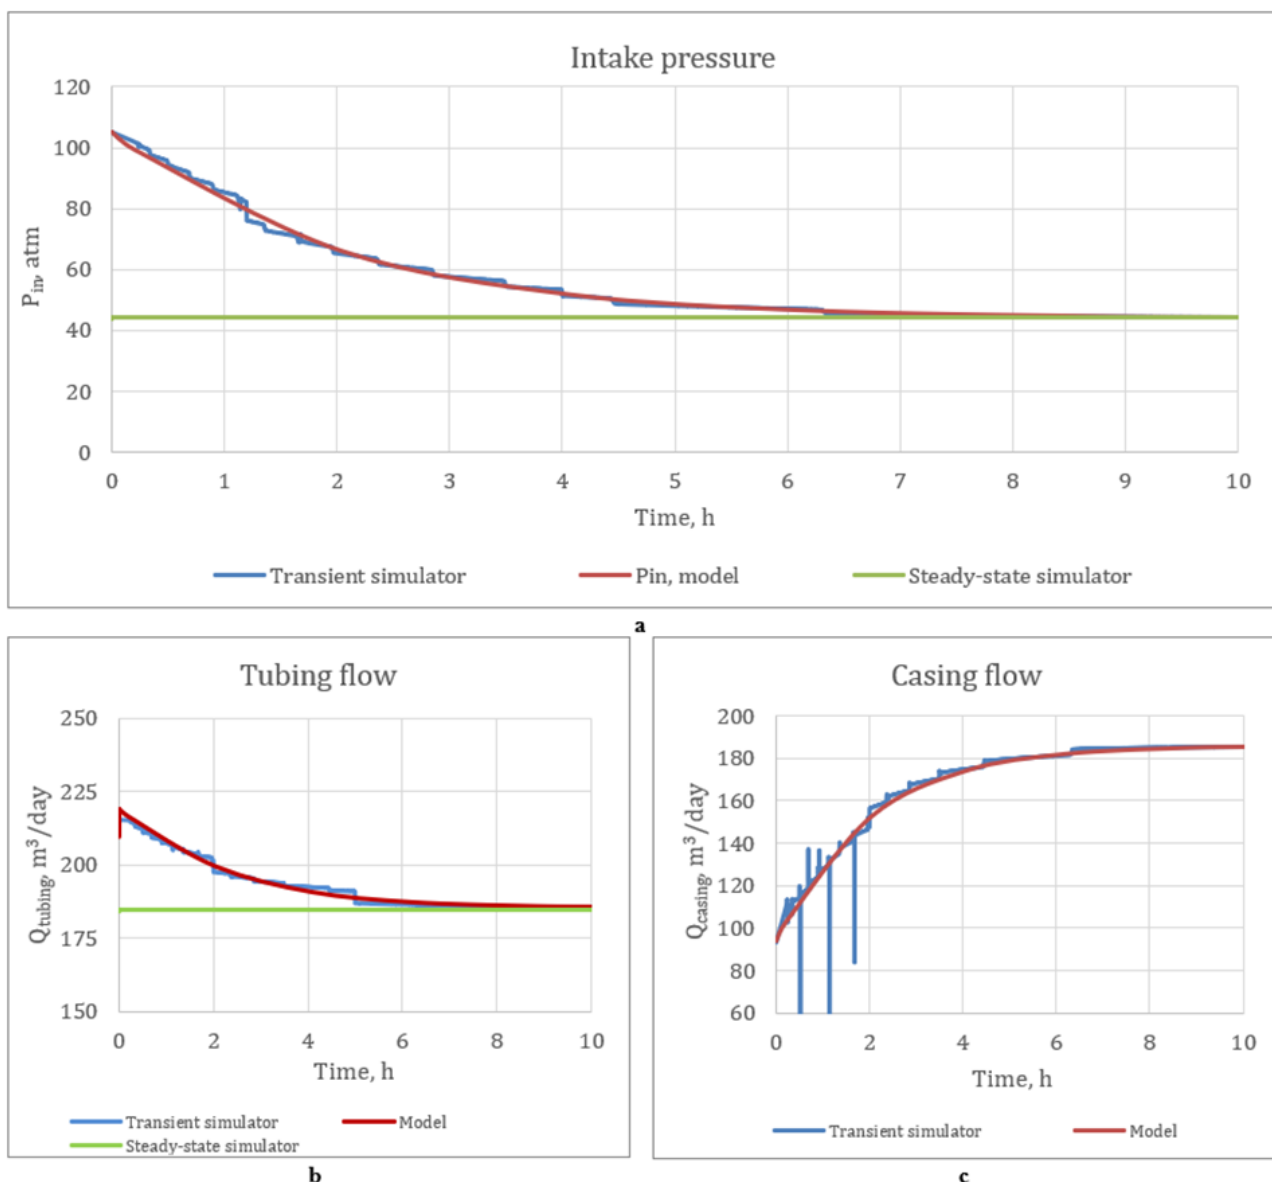 Intake pressure
120
100
80
60
40
20
0
P_in, atm
0 1 2 3 4 5 6 7 8 9 10
Time, h
Transient simulator Pin, model Steady-state simulator
a
Tubing flow
250
225
200
175
150
Q_tubing, m³/day
0 2 4 6 8 10
Time, h
Transient simulator Model
Steady-state simulator
b
Casing flow
200
180
160
140
120
100
80
60
Q_casing, m³/day
0 2 4 6 8 10
Time, h
Transient simulator Model
c